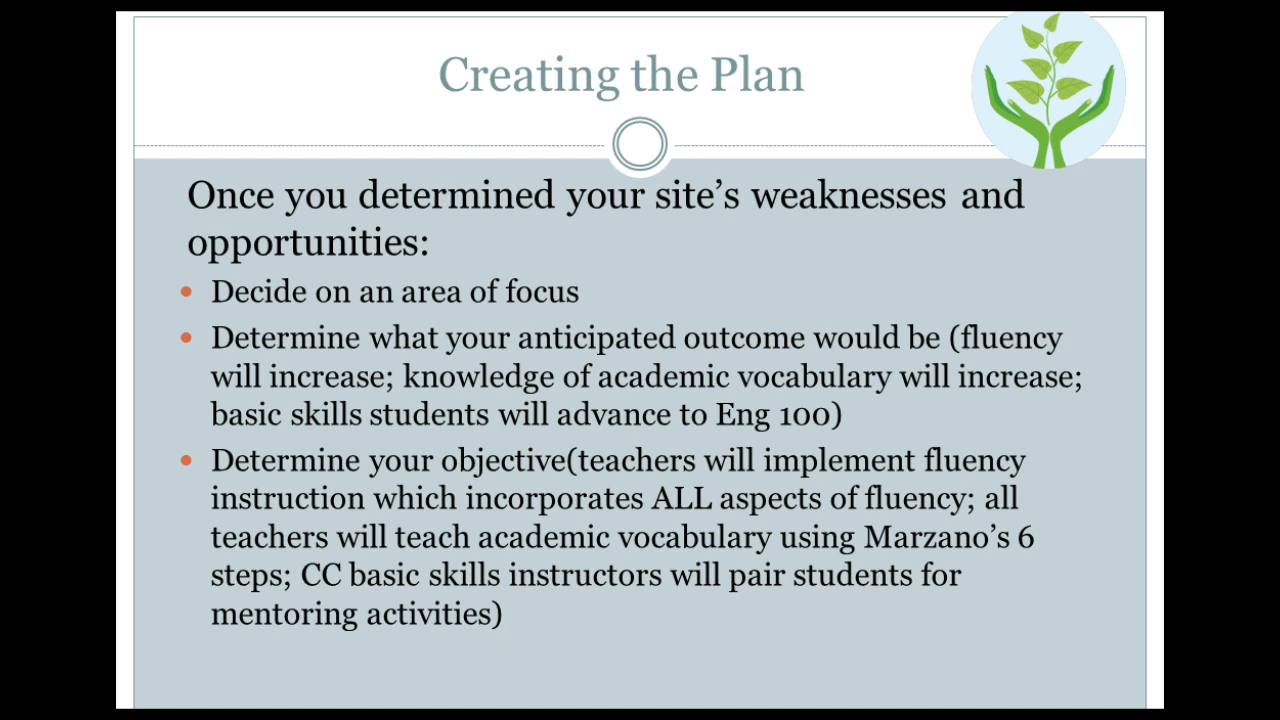 Creating the Plan
Once you determined your site's weaknesses and
opportunities:
• Decide on an area of focus
• Determine what your anticipated outcome would be (fluency
will increase; knowledge of academic vocabulary will increase;
basic skills students will advance to Eng 100)
• Determine your objective(teachers will implement fluency
instruction which incorporates ALL aspects of fluency; all
teachers will teach academic vocabulary using Marzano's 6
steps; CC basic skills instructors will pair students for
mentoring activities)